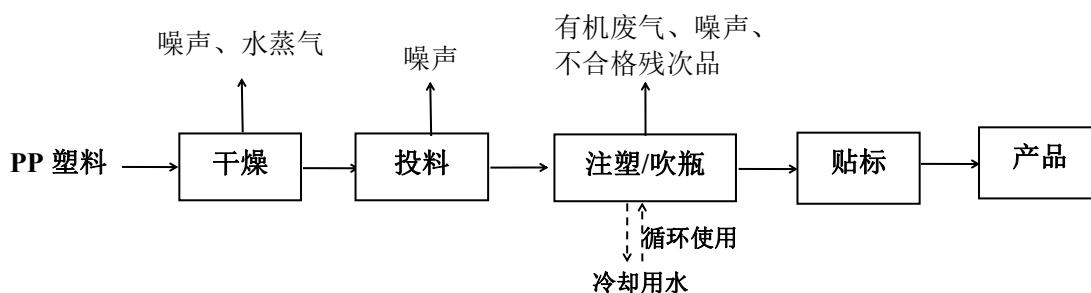 噪声、水蒸气
噪声
有机废气、噪声、
不合格残次品
PP 塑料
干燥
投料
注塑/吹瓶
贴标
产品
循环使用
冷却用水